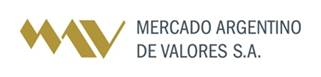 MERCADO ARGENTINO
DE VALORES S.A.